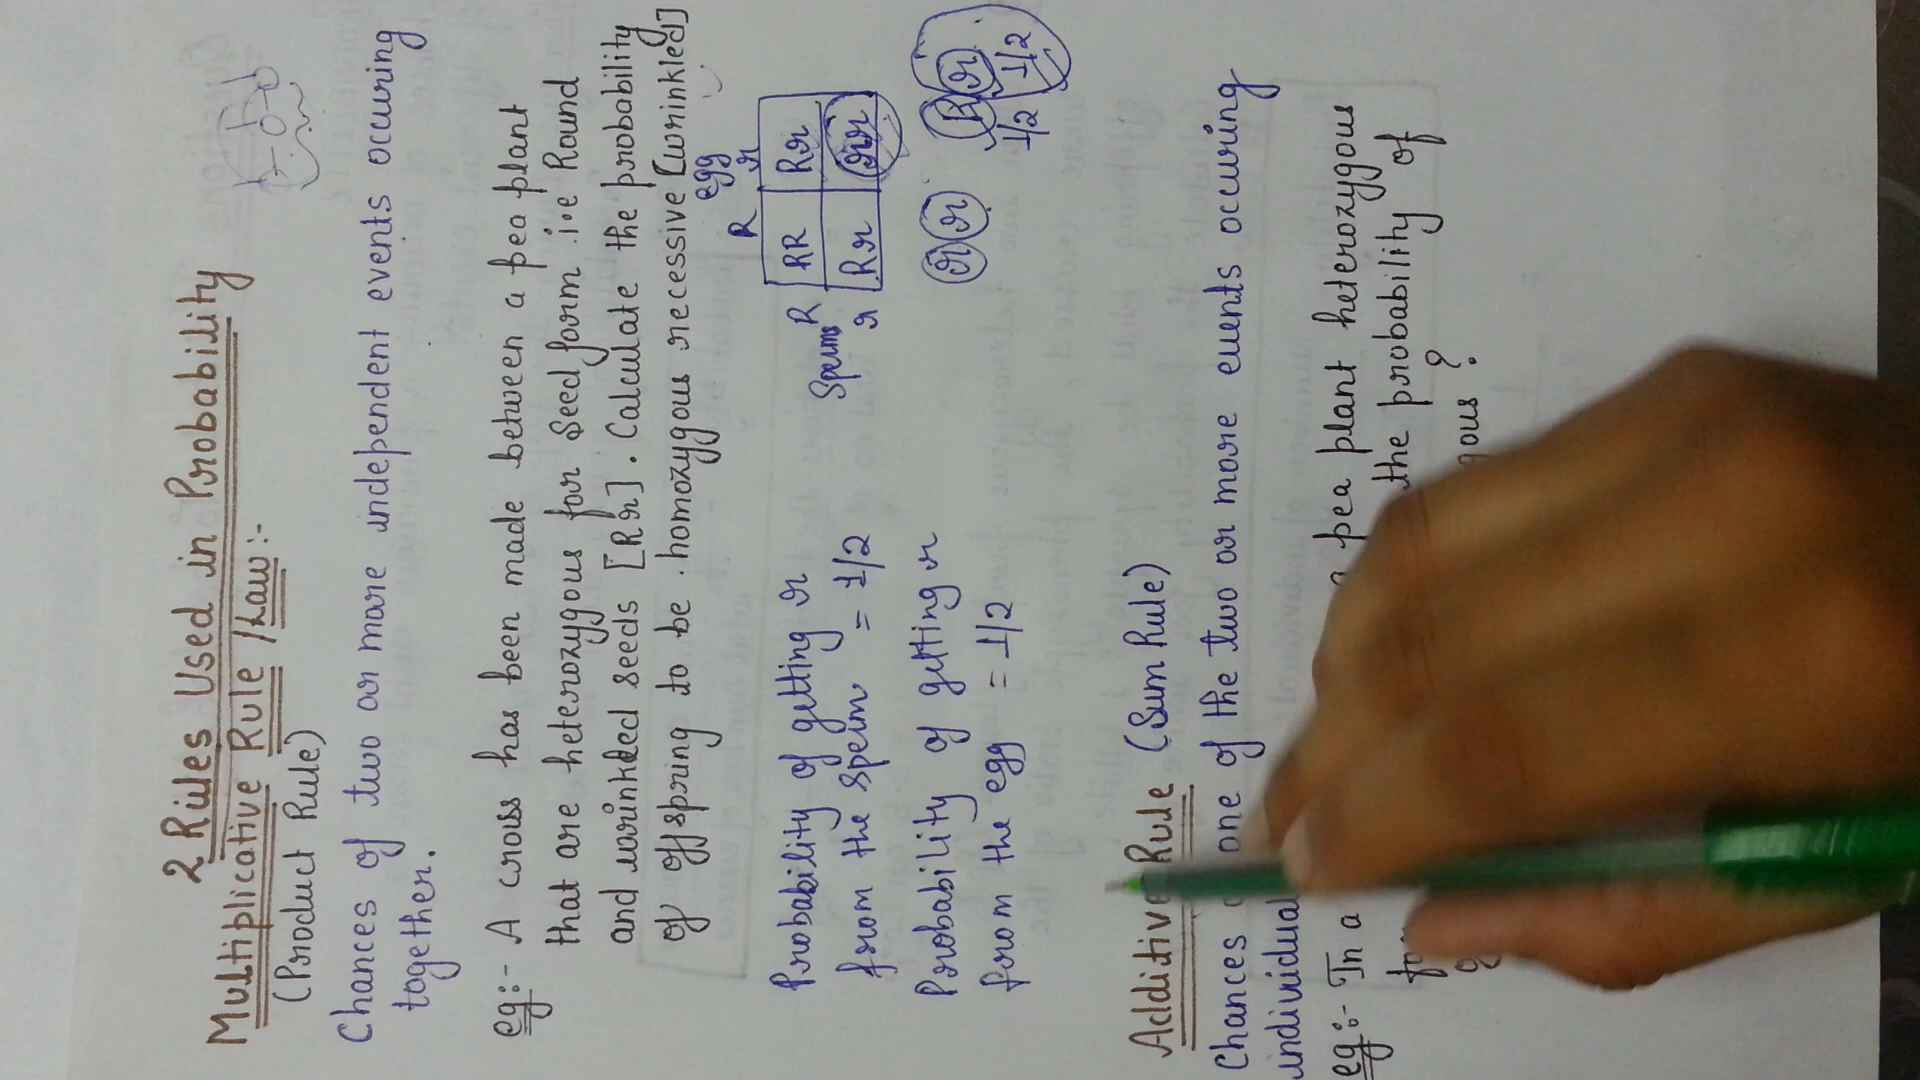 2 Rules Used in Probability
Multiplicative Rule / Law :-
(Product Rule)
Chances of two or more independent events occuring
together.
eg:- A cross has been made between a pea plant
that are heterozygous for Seed form i.e Round
and wrinkled seeds [Rr]. Calculate the probability
of offspring to be homozygous recessive [wrinkled]
egg
R r
Sperms R RR Rr
r Rr rr
Probability of getting r
from the sperm = 1/2
Probability of getting r
from the egg = 1/2
r r
R r
1/2 1/2
Additive Rule (Sum Rule)
Chances one of the two or more events occuring
individual
eg:- In a pea plant heterozygous
the probability of
gous ?